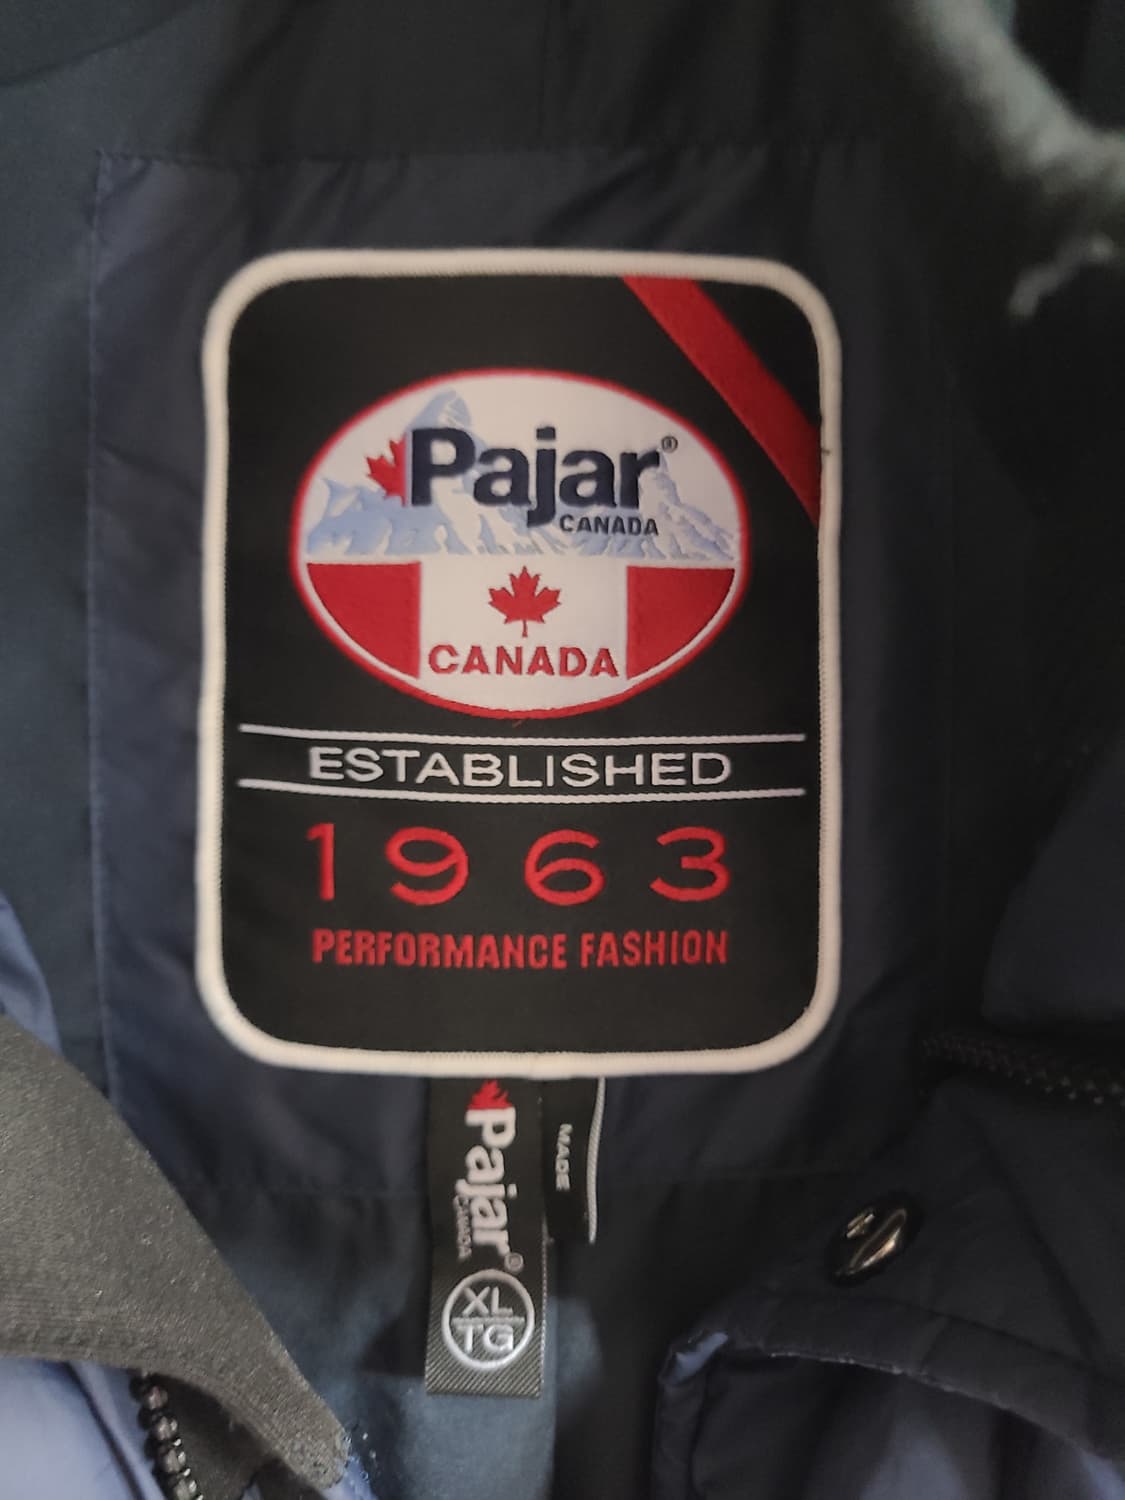 Pajar®
CANADA
CANADA
ESTABLISHED
1963
PERFORMANCE FASHION
Pajar®
CANADA
XL
TG
MADE